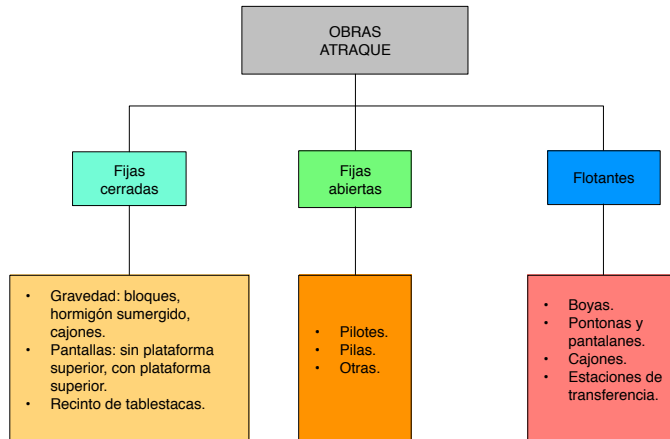 OBRAS
ATRAQUE
Fijas
cerradas
Fijas
abiertas
Flotantes
• Gravedad: bloques,
hormigón sumergido,
cajones.
• Pantallas: sin plataforma
superior, con plataforma
superior.
• Recinto de tablestacas.
• Pilotes.
• Pilas.
• Otras.
• Boyas.
• Pontonas y
pantalanes.
• Cajones.
• Estaciones de
transferencia.